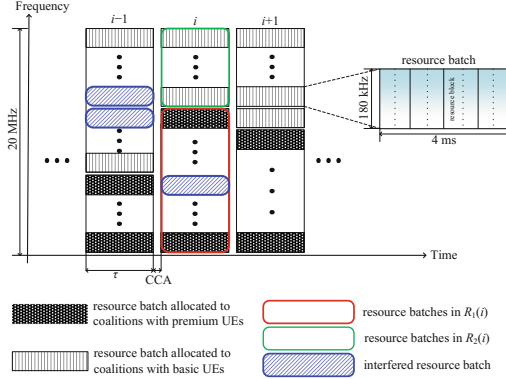 Frequency
i−1
i
i+1
20 MHz
resource batch
180 kHz
resource block
4 ms
Time
τ
CCA
resource batch allocated to
coalitions with premium UEs
resource batch allocated to
coalitions with basic UEs
resource batches in R₁(i)
resource batches in R₂(i)
interfered resource batch